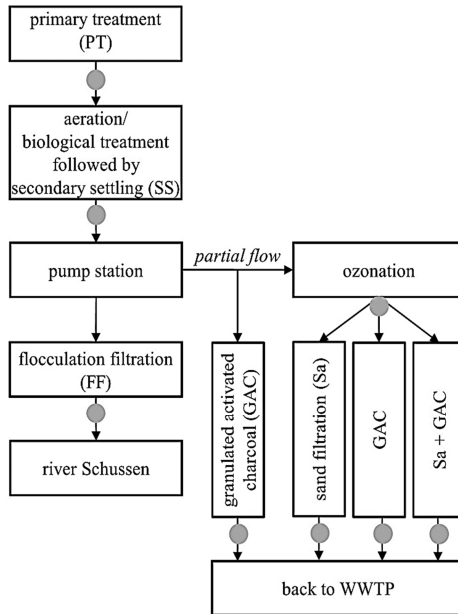 primary treatment
(PT)
aeration/
biological treatment
followed by
secondary settling (SS)
pump station
partial flow
ozonation
flocculation filtration
(FF)
river Schussen
granulated activated
charcoal (GAC)
sand filtration (Sa)
GAC
Sa + GAC
back to WWTP